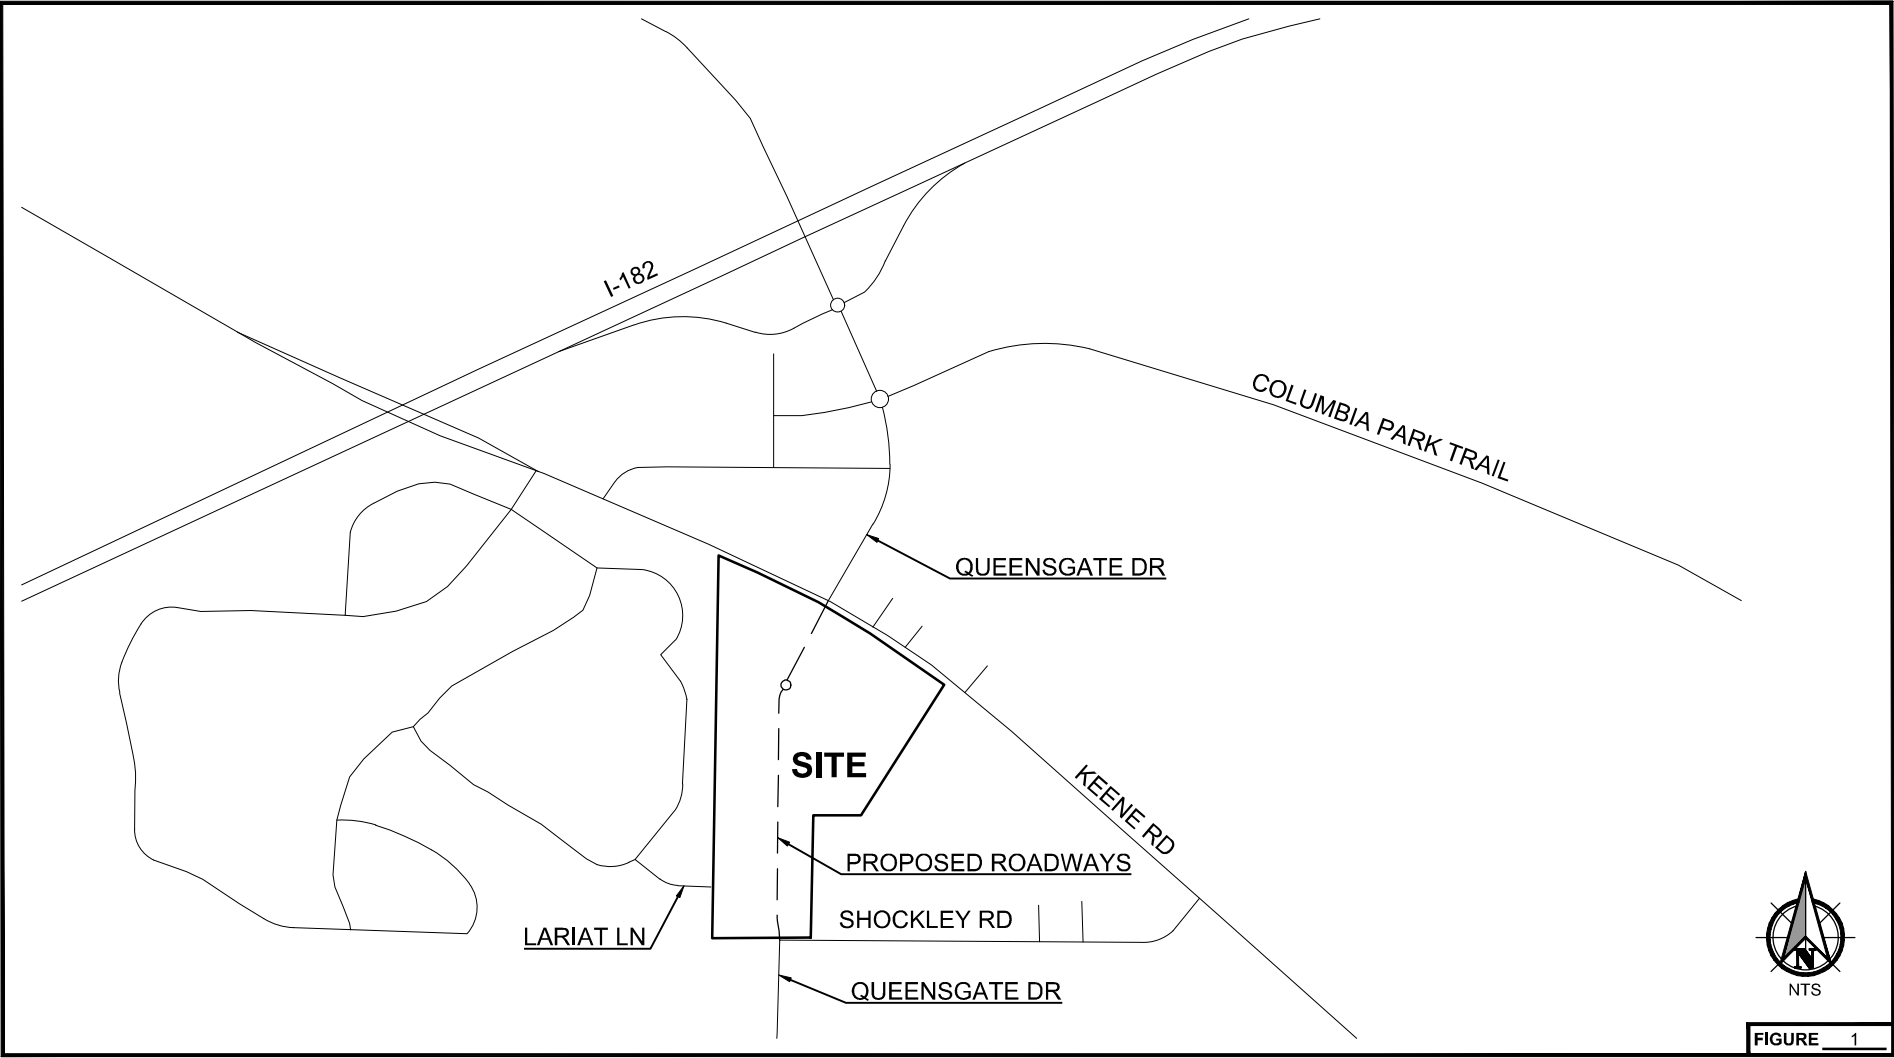 I-182
COLUMBIA PARK TRAIL
QUEENSGATE DR
SITE
KEENE RD
PROPOSED ROADWAYS
SHOCKLEY RD
LARIAT LN
QUEENSGATE DR
N
NTS
FIGURE 1